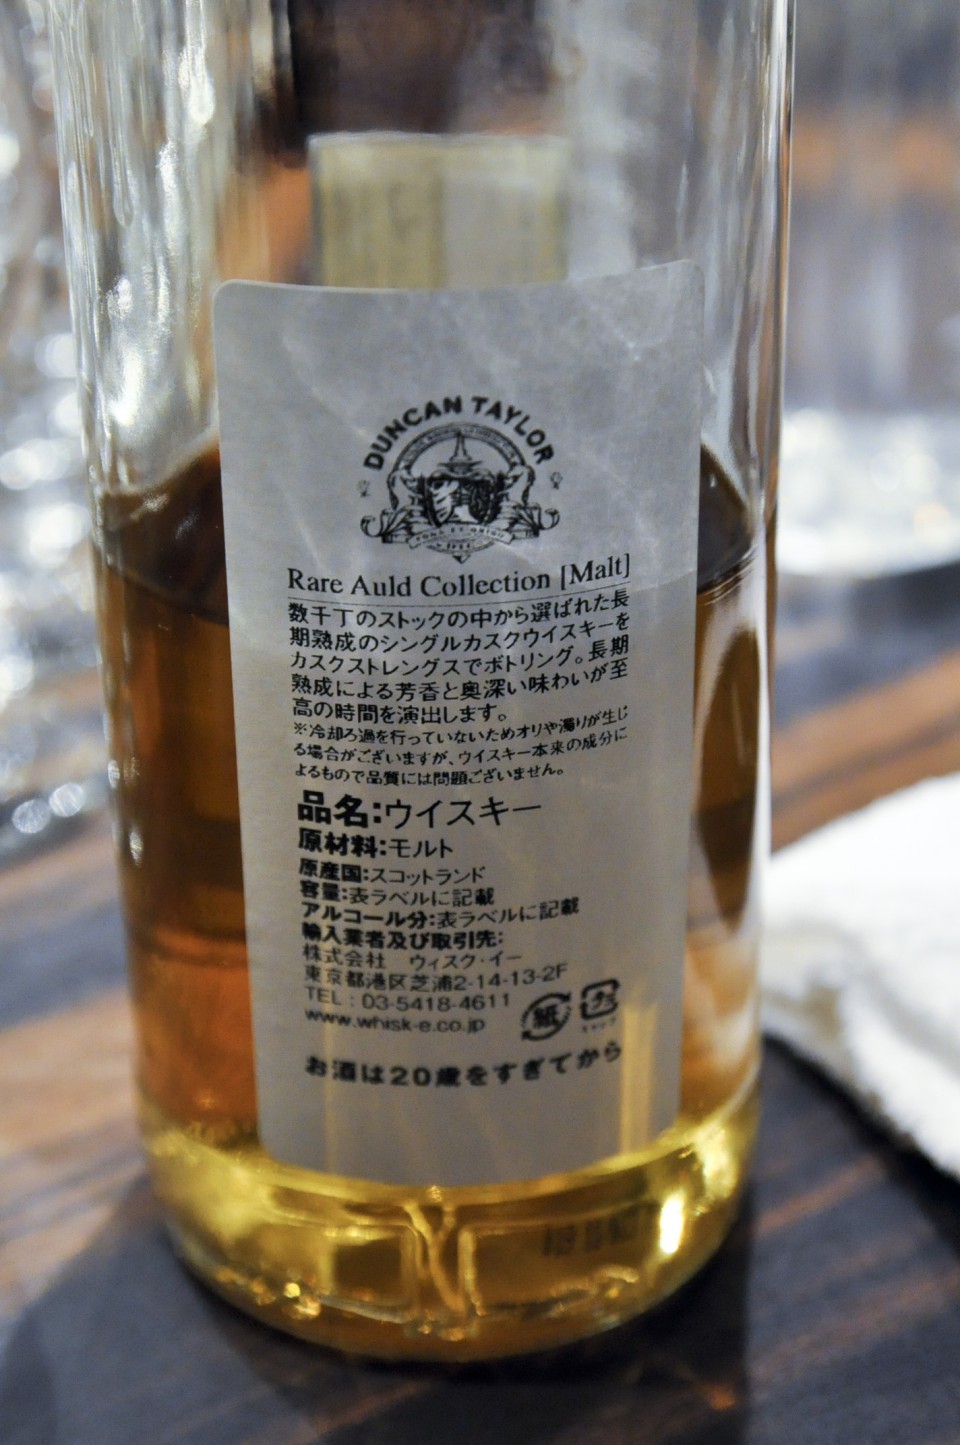 DUNCAN TAYLOR
Rare Auld Collection [Malt]
数千丁のストックの中から選ばれた長
期熟成のシングルカスクウイスキーを
カスクストレングスでボトリング。長期
熟成による芳香と奥深い味わいが至
高の時間を演出します。
※冷却ろ過を行っていないためオリや濁りが生じ
る場合がございますが、ウイスキー本来の成分に
よるもので品質には問題ございません。
品名:ウイスキー
原材料:モルト
原産国:スコットランド
容量:表ラベルに記載
アルコール分:表ラベルに記載
輸入業者及び取引先:
株式会社 ウィスク・イー
東京都港区芝浦2-14-13-2F
TEL : 03-5418-4611
www.whisk-e.co.jp
紙
プラ
キャップ
お酒は20歳をすぎてから